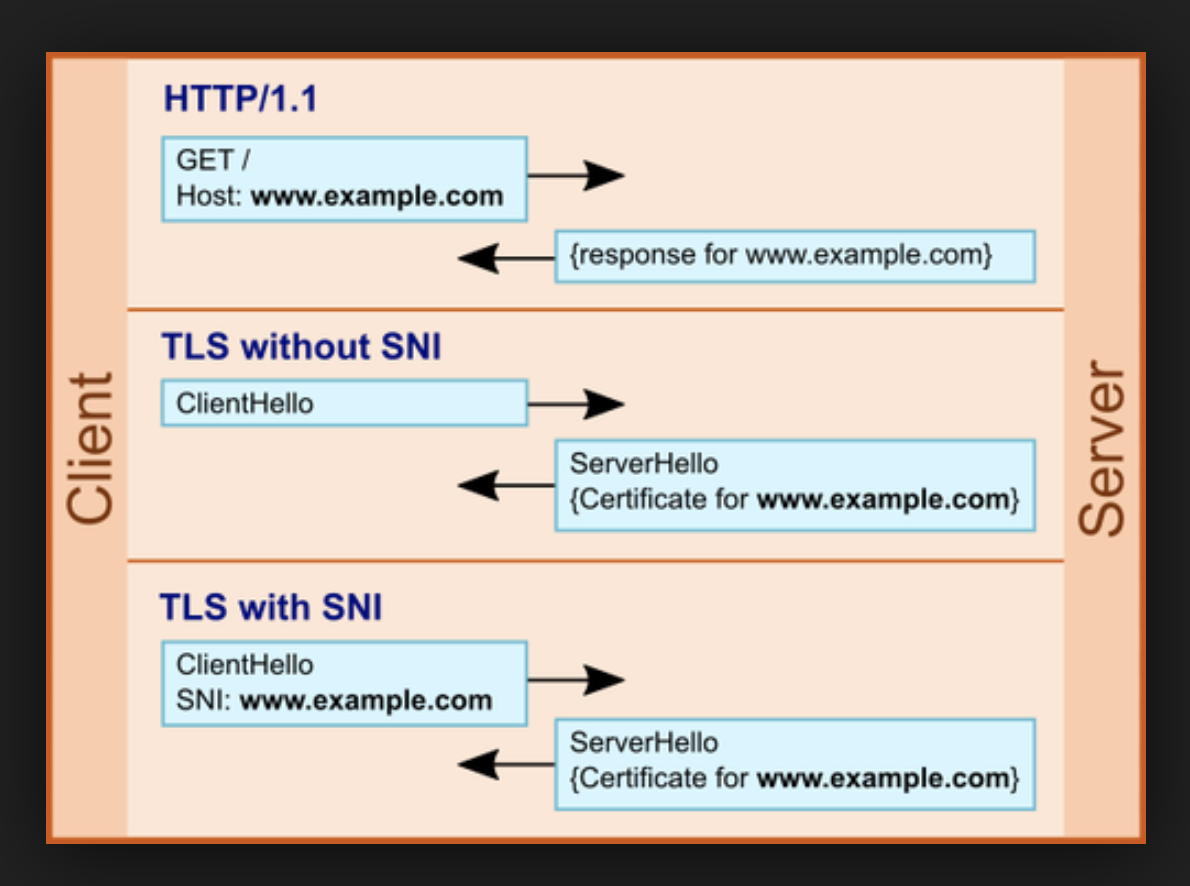 HTTP/1.1
GET /
Host: www.example.com
{response for www.example.com}
TLS without SNI
ClientHello
ServerHello
{Certificate for www.example.com}
TLS with SNI
ClientHello
SNI: www.example.com
ServerHello
{Certificate for www.example.com}
Client
Server